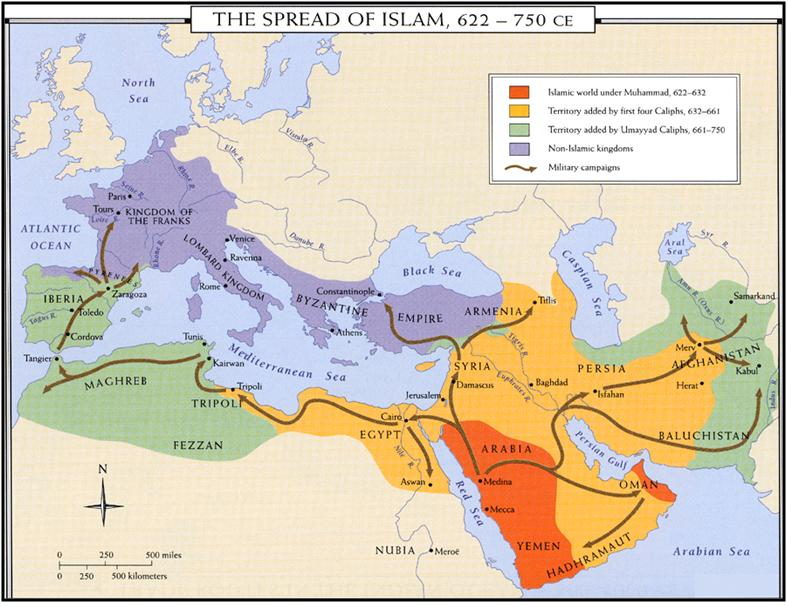 THE SPREAD OF ISLAM, 622 – 750 CE
Islamic world under Muhammad, 622–632
Territory added by first four Caliphs, 632–661
Territory added by Umayyad Caliphs, 661–750
Non-Islamic kingdoms
Military campaigns
North
Sea
Elbe R.
Vistula R.
Rhine R.
Seine R.
Paris
Tours
Loire R.
KINGDOM OF
THE FRANKS
ATLANTIC
OCEAN
Rhone R.
LOMBARD KINGDOM
Venice
Ravenna
Rome
Danube R.
Black Sea
Caspian Sea
Aral
Sea
Syr R.
Amu R. (Oxus R.)
Samarkand
PYRENEES
IBERIA
Zaragoza
Toledo
Tagus R.
Cordova
Tangier
MAGHREB
Tunis
Kairwan
Mediterranean Sea
Constantinople
BYZANTINE
EMPIRE
Athens
ARMENIA
Tiflis
Tigris R.
Euphrates R.
SYRIA
Damascus
Baghdad
Jerusalem
PERSIA
Isfahan
Merv
AFGHANISTAN
Herat
Kabul
Indus R.
BALUCHISTAN
Tripoli
TRIPOLI
FEZZAN
Cairo
EGYPT
Nile R.
Aswan
ARABIA
Medina
Mecca
Red Sea
Persian Gulf
OMAN
YEMEN
HADHRAMAUT
Arabian Sea
NUBIA
Meroë
N
0 250 500 miles
0 250 500 kilometers